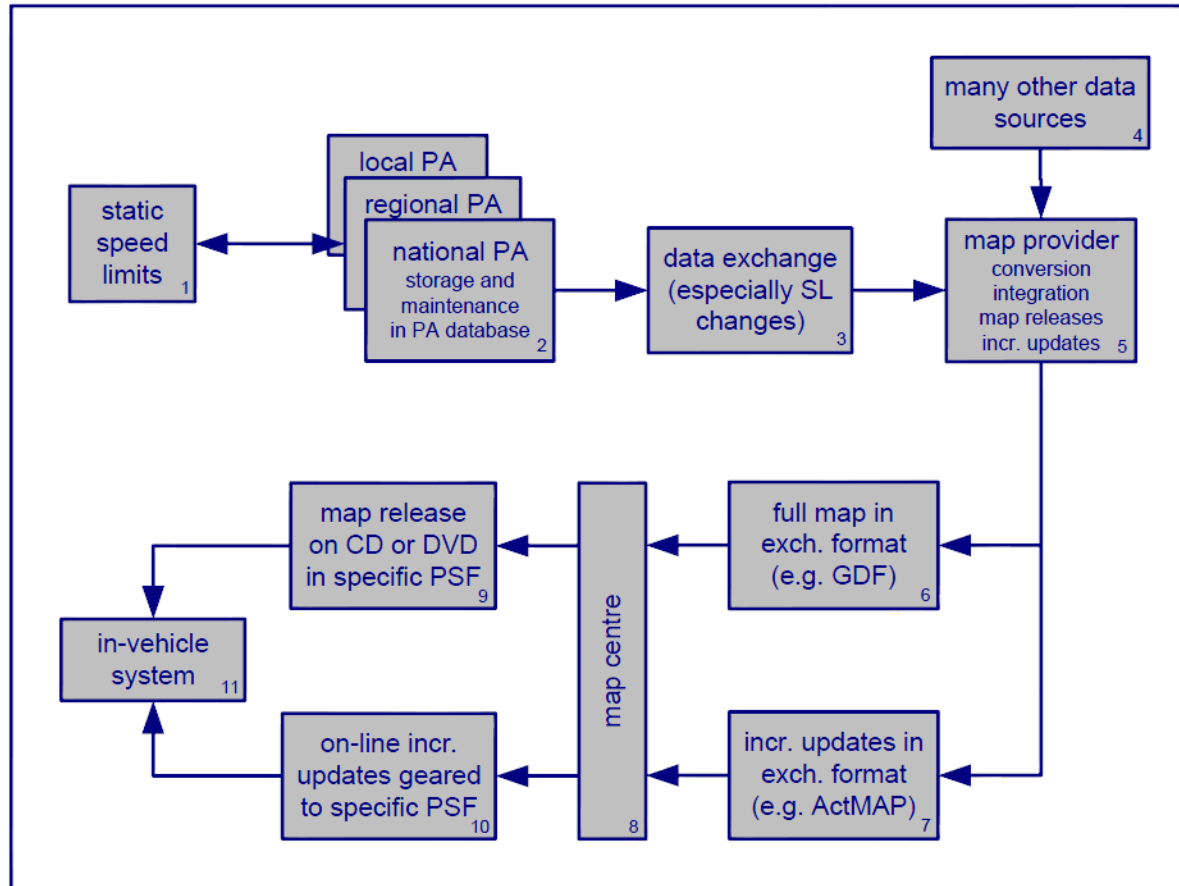 many other data
sources
4
local PA
regional PA
national PA
storage and
maintenance
in PA database
2
static
speed
limits
1
data exchange
(especially SL
changes)
3
map provider
conversion
integration
map releases
incr. updates
5
map release
on CD or DVD
in specific PSF
9
map centre
8
full map in
exch. format
(e.g. GDF)
6
in-vehicle
system
11
on-line incr.
updates geared
to specific PSF
10
incr. updates in
exch. format
(e.g. ActMAP)
7